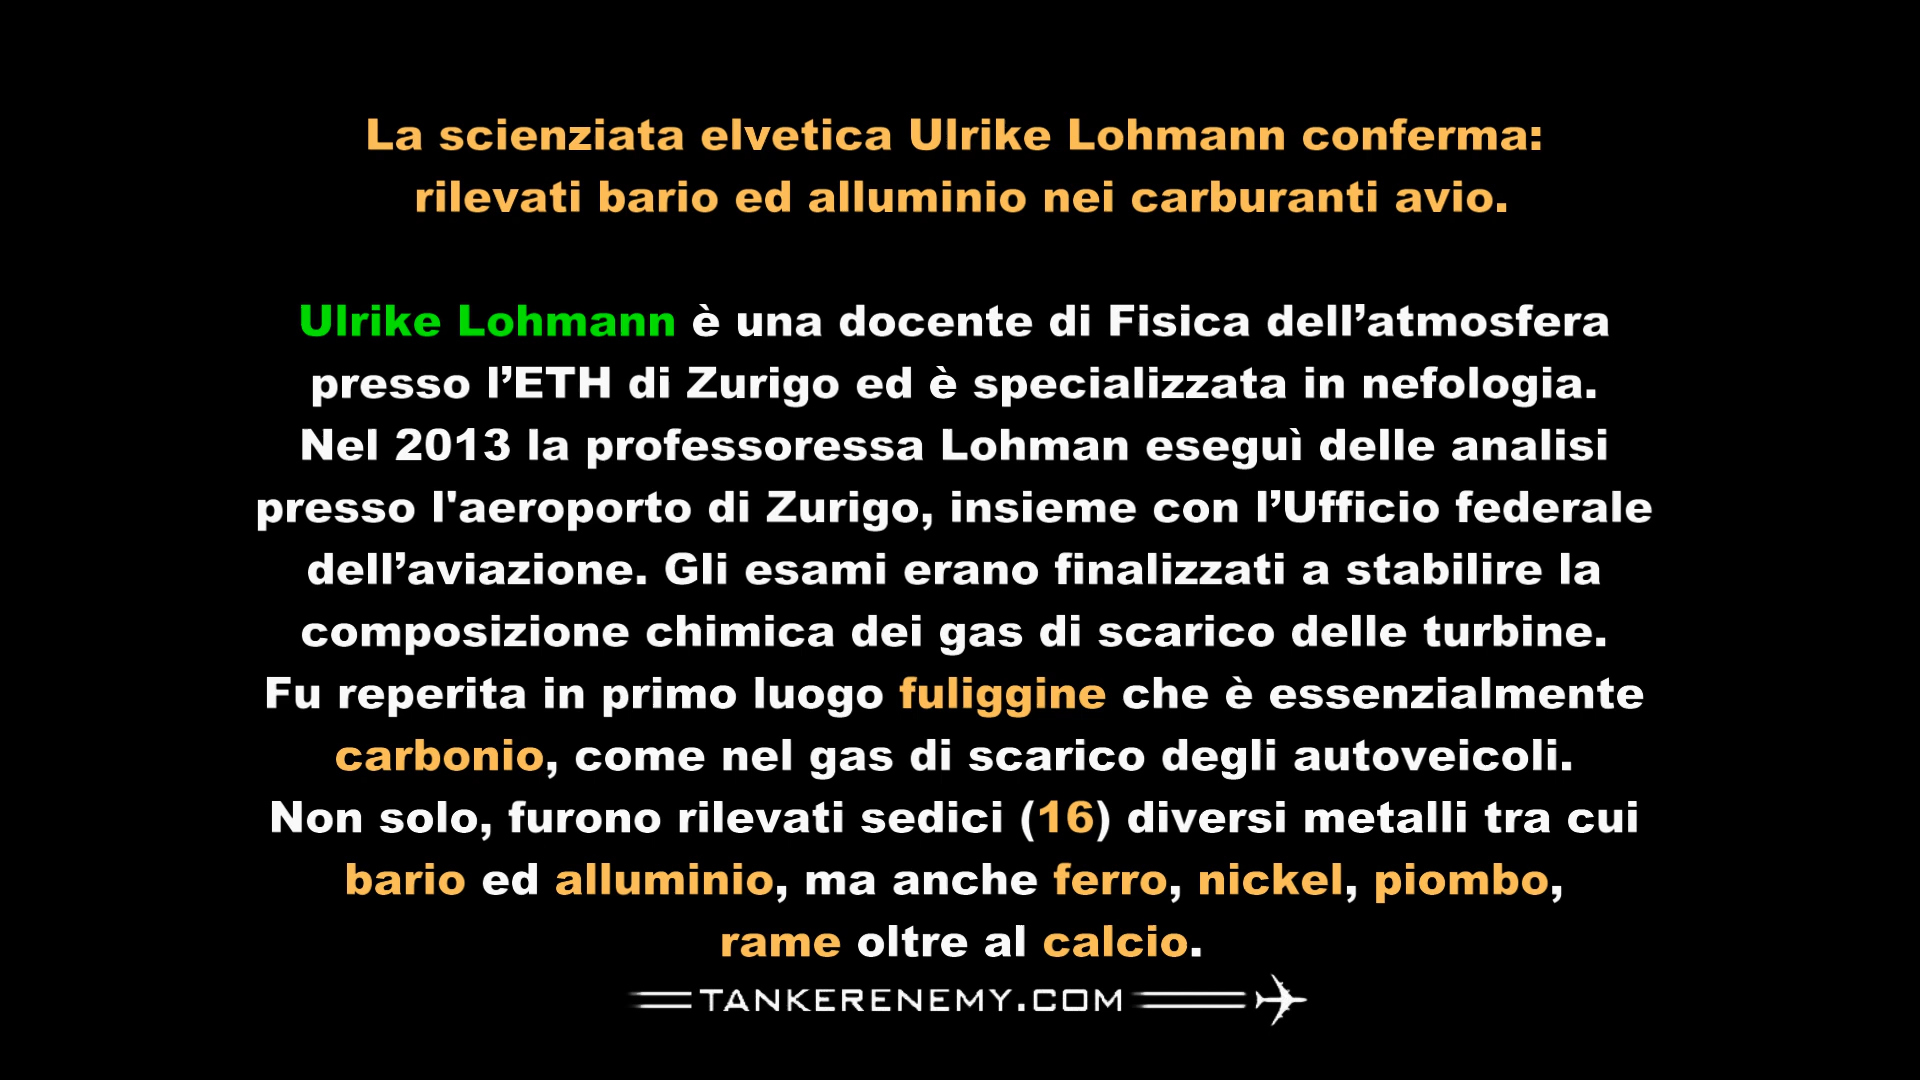 La scienziata elvetica Ulrike Lohmann conferma:
rilevati bario ed alluminio nei carburanti avio.
Ulrike Lohmann è una docente di Fisica dell’atmosfera
presso l’ETH di Zurigo ed è specializzata in nefologia.
Nel 2013 la professoressa Lohman eseguì delle analisi
presso l'aeroporto di Zurigo, insieme con l’Ufficio federale
dell’aviazione. Gli esami erano finalizzati a stabilire la
composizione chimica dei gas di scarico delle turbine.
Fu reperita in primo luogo fuliggine che è essenzialmente
carbonio, come nel gas di scarico degli autoveicoli.
Non solo, furono rilevati sedici (16) diversi metalli tra cui
bario ed alluminio, ma anche ferro, nickel, piombo,
rame oltre al calcio.
TANKERENEMY.COM